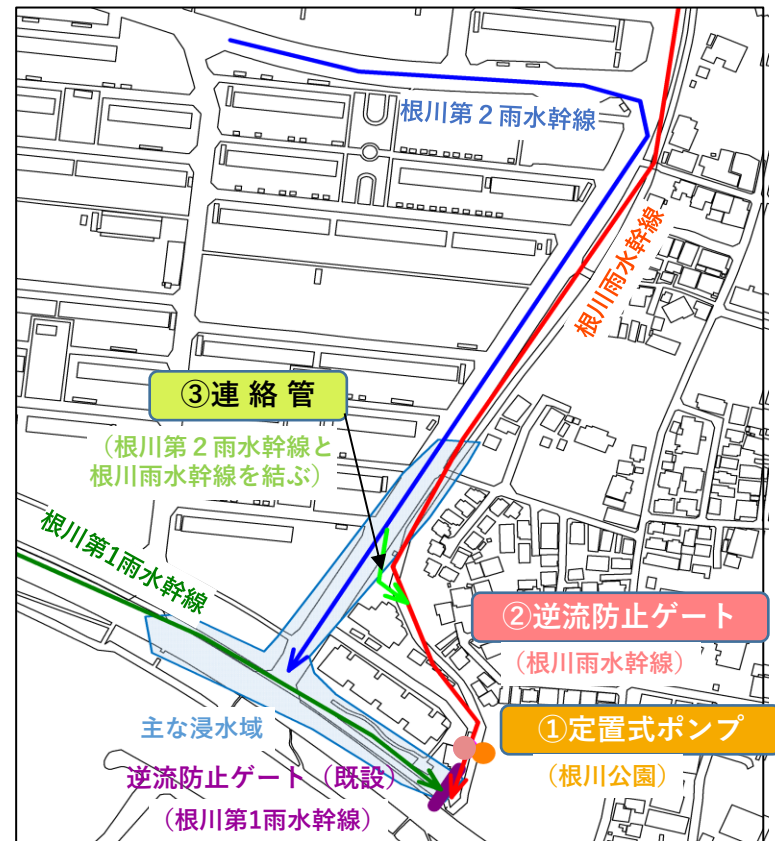 根川第２雨水幹線
根川雨水幹線
③連 絡 管
（根川第２雨水幹線と
根川雨水幹線を結ぶ）
根川第1雨水幹線
②逆流防止ゲート
（根川雨水幹線）
①定置式ポンプ
（根川公園）
主な浸水域
逆流防止ゲート（既設）
（根川第1雨水幹線）